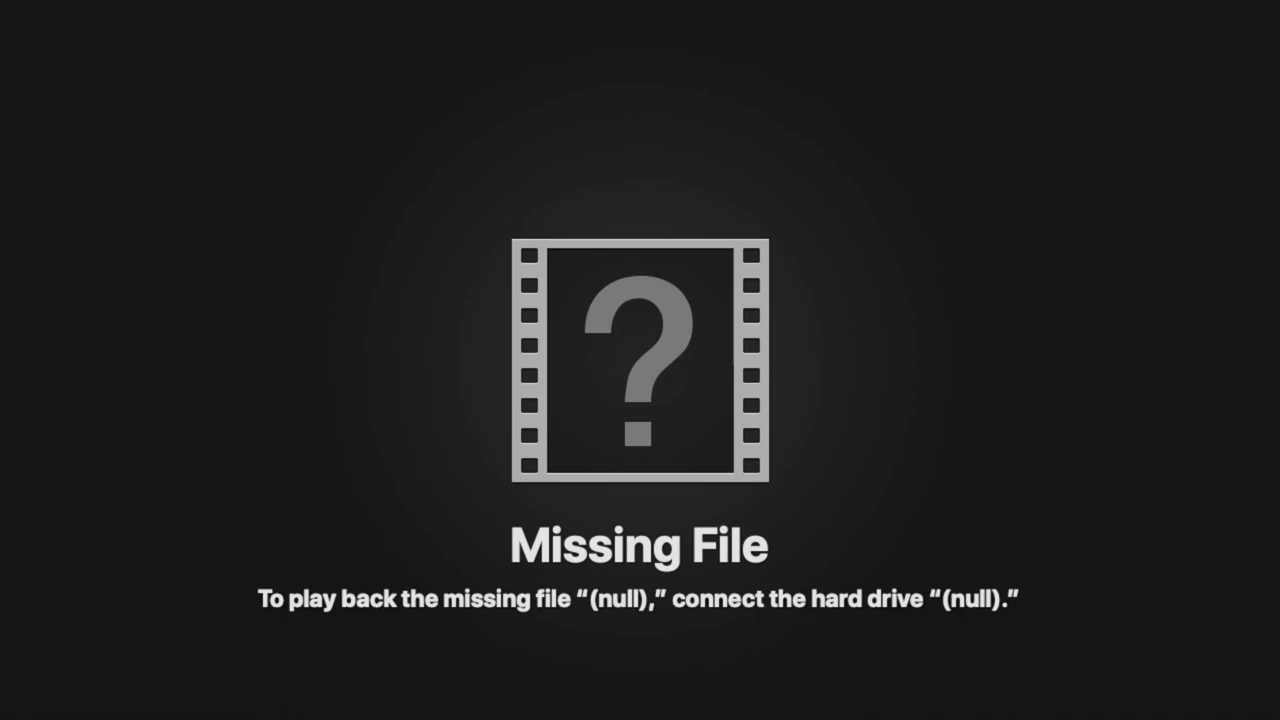 ?
Missing File
To play back the missing file “(null),” connect the hard drive “(null).”